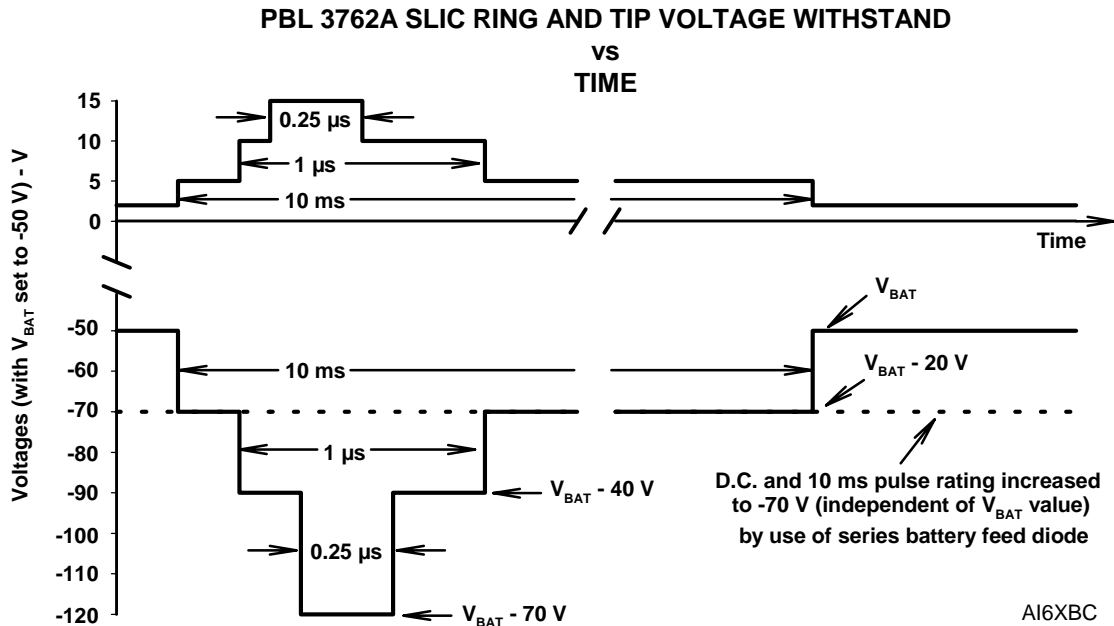 PBL 3762A SLIC RING AND TIP VOLTAGE WITHSTAND
vs
TIME
Voltages (with VBAT set to -50 V) - V
15
10
5
0
0.25 µs
1 µs
10 ms
Time
-50
-60
-70
-80
-90
-100
-110
-120
10 ms
1 µs
0.25 µs
VBAT
VBAT - 20 V
VBAT - 40 V
VBAT - 70 V
D.C. and 10 ms pulse rating increased
to -70 V (independent of VBAT value)
by use of series battery feed diode
AI6XBC